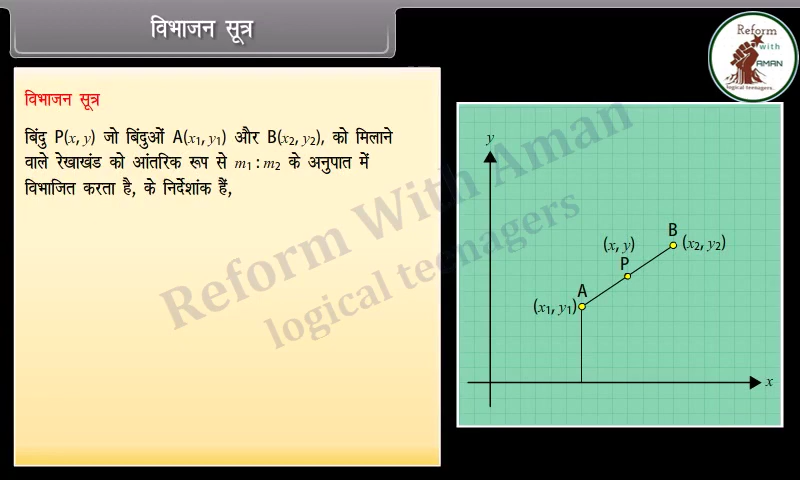 विभाजन सूत्र
Reform
with
AMAN
logical teenagers.
विभाजन सूत्र
बिंदु P(x, y) जो बिंदुओं A(x₁, y₁) और B(x₂, y₂), को मिलाने
वाले रेखाखंड को आंतरिक रूप से m₁ : m₂ के अनुपात में
विभाजित करता है, के निर्देशांक हैं,
Reform With Aman
logical teenagers
y
B
(x, y)
(x₂, y₂)
P
A
(x₁, y₁)
x